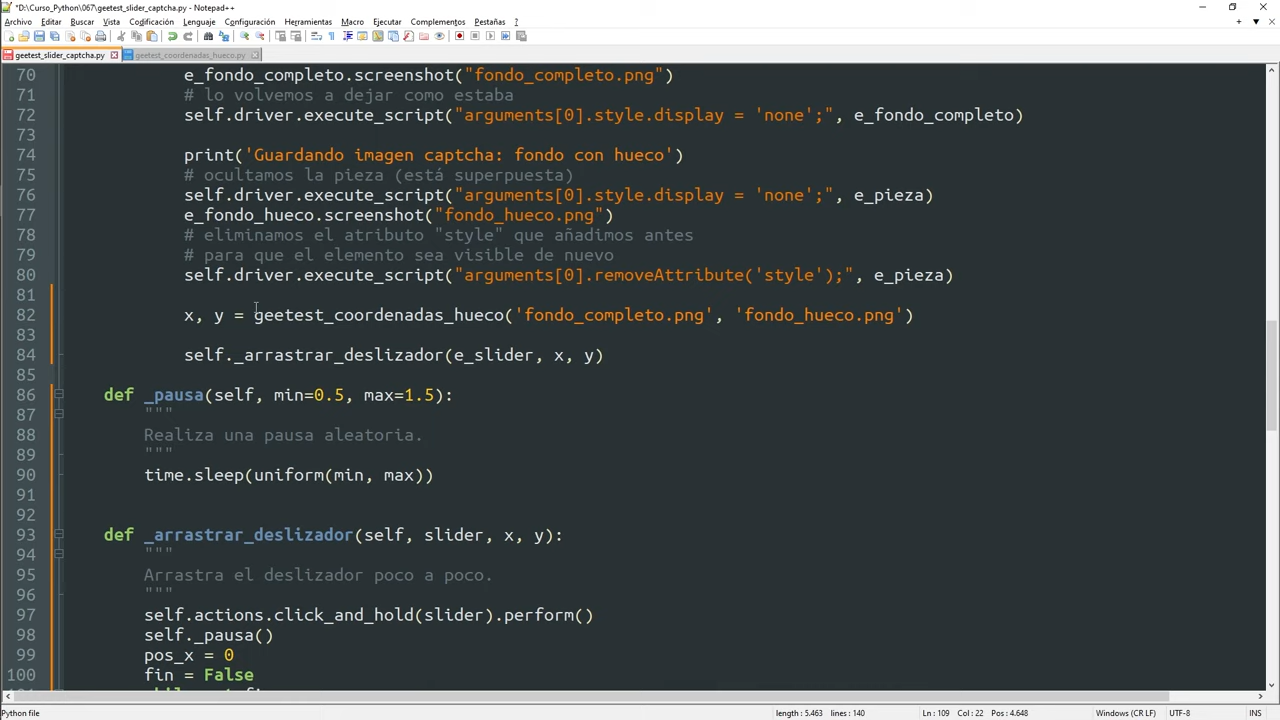 *D:\Curso_Python\067\geetest_slider_captcha.py - Notepad++
Archivo Editar Buscar Vista Codificación Lenguaje Configuración Herramientas Macro Ejecutar Complementos Pestañas ?
geetest_slider_captcha.py geetest_coordenadas_hueco.py
70 e_fondo_completo.screenshot("fondo_completo.png")
71 # lo volvemos a dejar como estaba
72 self.driver.execute_script("arguments[0].style.display = 'none';", e_fondo_completo)
73
74 print('Guardando imagen captcha: fondo con hueco')
75 # ocultamos la pieza (está superpuesta)
76 self.driver.execute_script("arguments[0].style.display = 'none';", e_pieza)
77 e_fondo_hueco.screenshot("fondo_hueco.png")
78 # eliminamos el atributo "style" que añadimos antes
79 # para que el elemento sea visible de nuevo
80 self.driver.execute_script("arguments[0].removeAttribute('style');", e_pieza)
81
82 x, y = geetest_coordenadas_hueco('fondo_completo.png', 'fondo_hueco.png')
83
84 self._arrastrar_deslizador(e_slider, x, y)
85
86 def _pausa(self, min=0.5, max=1.5):
87 """
88 Realiza una pausa aleatoria.
89 """
90 time.sleep(uniform(min, max))
91
92
93 def _arrastrar_deslizador(self, slider, x, y):
94 """
95 Arrastra el deslizador poco a poco.
96 """
97 self.actions.click_and_hold(slider).perform()
98 self._pausa()
99 pos_x = 0
100 fin = False
Python file length : 5.463 lines : 140 Ln : 109 Col : 22 Pos : 4.648 Windows (CR LF) UTF-8 INS